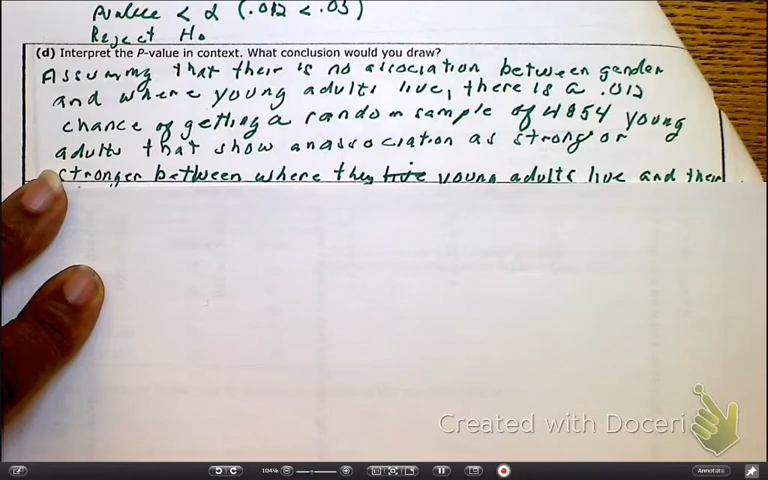 Pvalue < α (.012 < .05)
Reject Ho
(d) Interpret the P-value in context. What conclusion would you draw?
Assuming that their is no association between gender
and where young adults live, there is a .012
chance of getting a random sample of 4854 young
adults that show an association as strong or
stronger between where they live young adults live and their
Created with Doceri
104%
Annotate